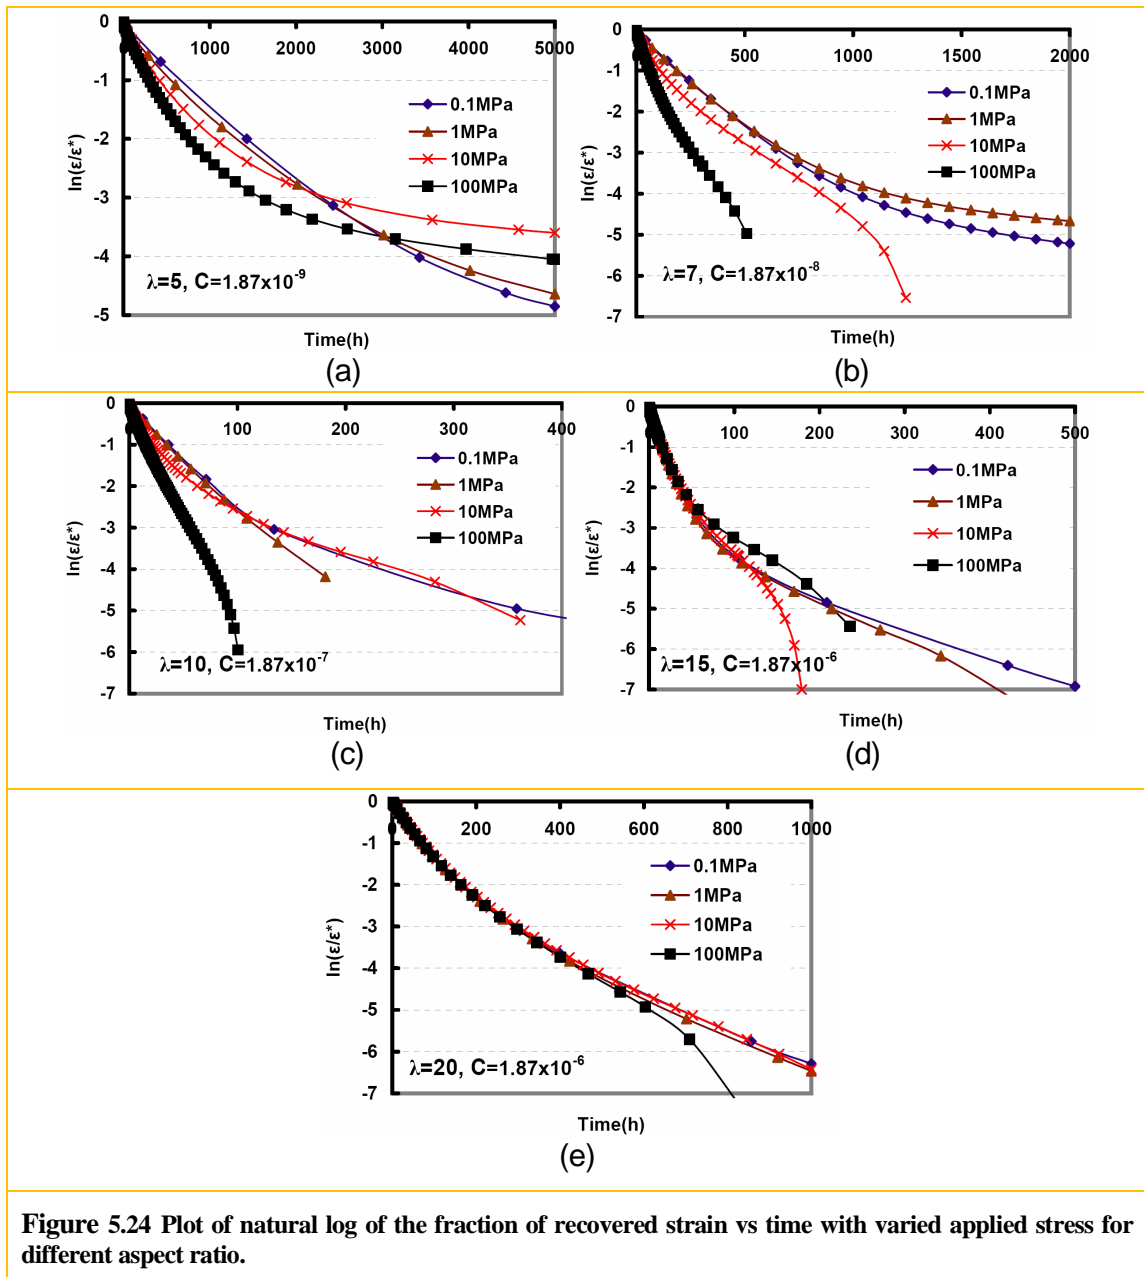 0
1000
2000
3000
4000
5000
-1
-2
-3
-4
-5
ln(ε/ε*)
0.1MPa
1MPa
10MPa
100MPa
λ=5, C=1.87x10-9
Time(h)
(a)
0
500
1000
1500
2000
-1
-2
-3
-4
-5
-6
-7
ln(ε/ε*)
0.1MPa
1MPa
10MPa
100MPa
λ=7, C=1.87x10-8
Time(h)
(b)
0
100
200
300
400
-1
-2
-3
-4
-5
-6
-7
ln(ε/ε*)
0.1MPa
1MPa
10MPa
100MPa
λ=10, C=1.87x10-7
Time(h)
(c)
0
100
200
300
400
500
-1
-2
-3
-4
-5
-6
-7
ln(ε/ε*)
0.1MPa
1MPa
10MPa
100MPa
λ=15, C=1.87x10-6
Time(h)
(d)
0
200
400
600
800
1000
-1
-2
-3
-4
-5
-6
-7
ln(ε/ε*)
0.1MPa
1MPa
10MPa
100MPa
λ=20, C=1.87x10-6
Time(h)
(e)
Figure 5.24 Plot of natural log of the fraction of recovered strain vs time with varied applied stress for
different aspect ratio.